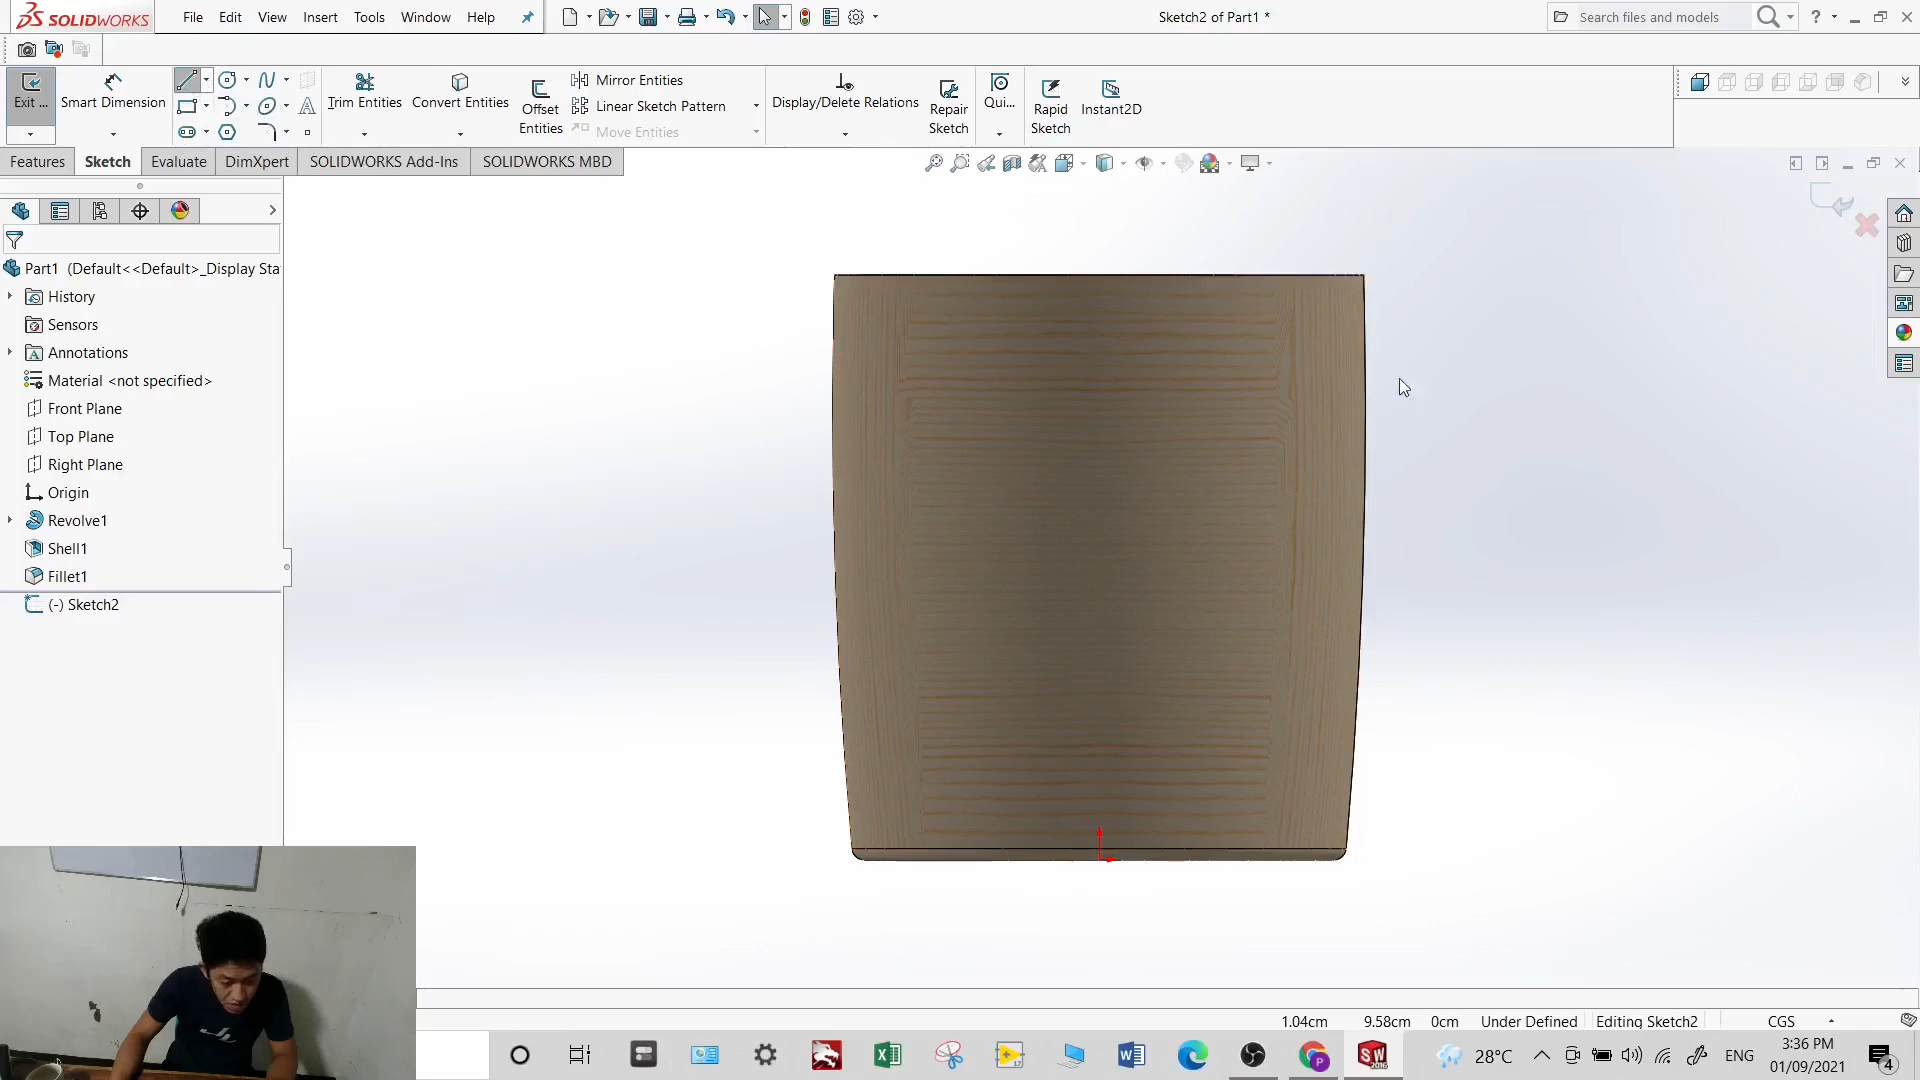 SOLIDWORKS
File Edit View Insert Tools Window Help
Sketch2 of Part1 *
Search files and models
Exit ...
Smart Dimension
Trim Entities
Convert Entities
Offset
Entities
Mirror Entities
Linear Sketch Pattern
Move Entities
Display/Delete Relations
Repair
Sketch
Qui...
Rapid
Sketch
Instant2D
Features Sketch Evaluate DimXpert SOLIDWORKS Add-Ins SOLIDWORKS MBD
Part1 (Default<<Default>_Display Sta
History
Sensors
Annotations
Material <not specified>
Front Plane
Top Plane
Right Plane
Origin
Revolve1
Shell1
Fillet1
(-) Sketch2
1.04cm 9.58cm 0cm Under Defined Editing Sketch2 CGS
28°C ENG
3:36 PM
01/09/2021
4